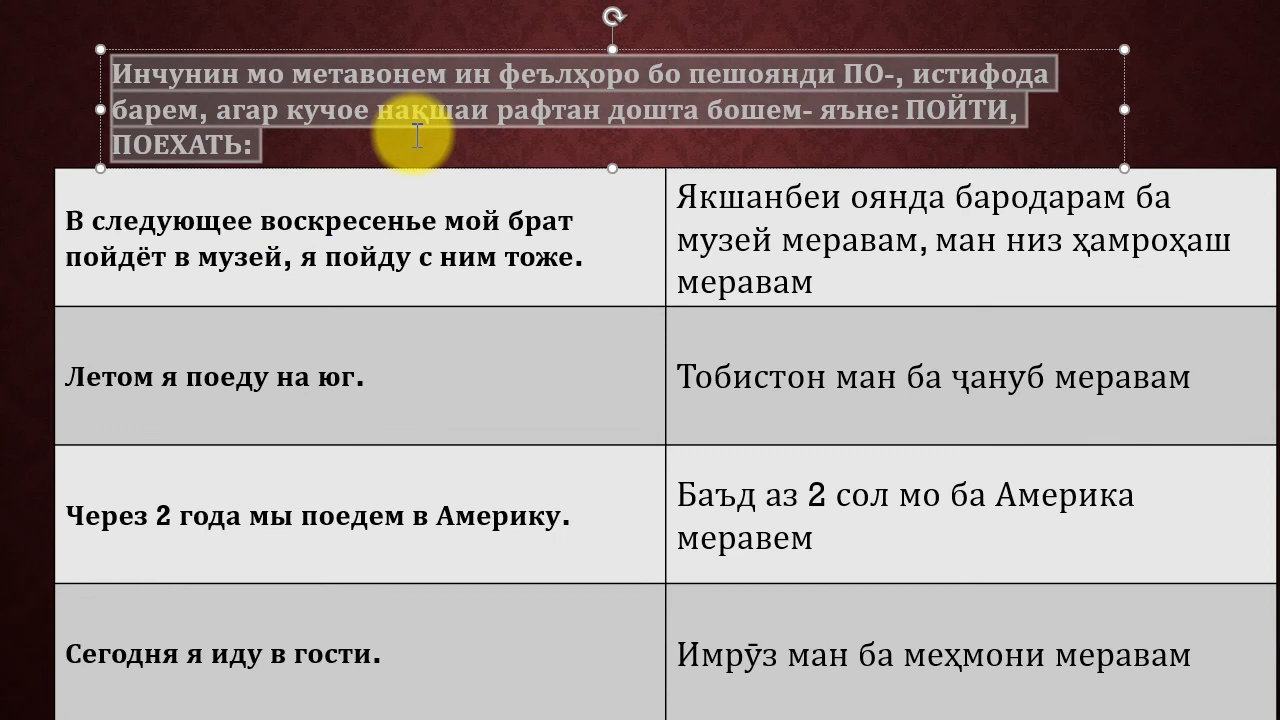 Инчунин мо метавонем ин феълҳоро бо пешоянди ПО-, истифода
барем, агар кучое нақшаи рафтан дошта бошем- яъне: ПОЙТИ,
ПОЕХАТЬ:
В следующее воскресенье мой брат
пойдёт в музей, я пойду с ним тоже.
Якшанбеи оянда бародарам ба
музей меравам, ман низ ҳамроҳаш
меравам
Летом я поеду на юг.
Тобистон ман ба ҷануб меравам
Через 2 года мы поедем в Америку.
Баъд аз 2 сол мо ба Америка
меравем
Сегодня я иду в гости.
Имрӯз ман ба меҳмони меравам